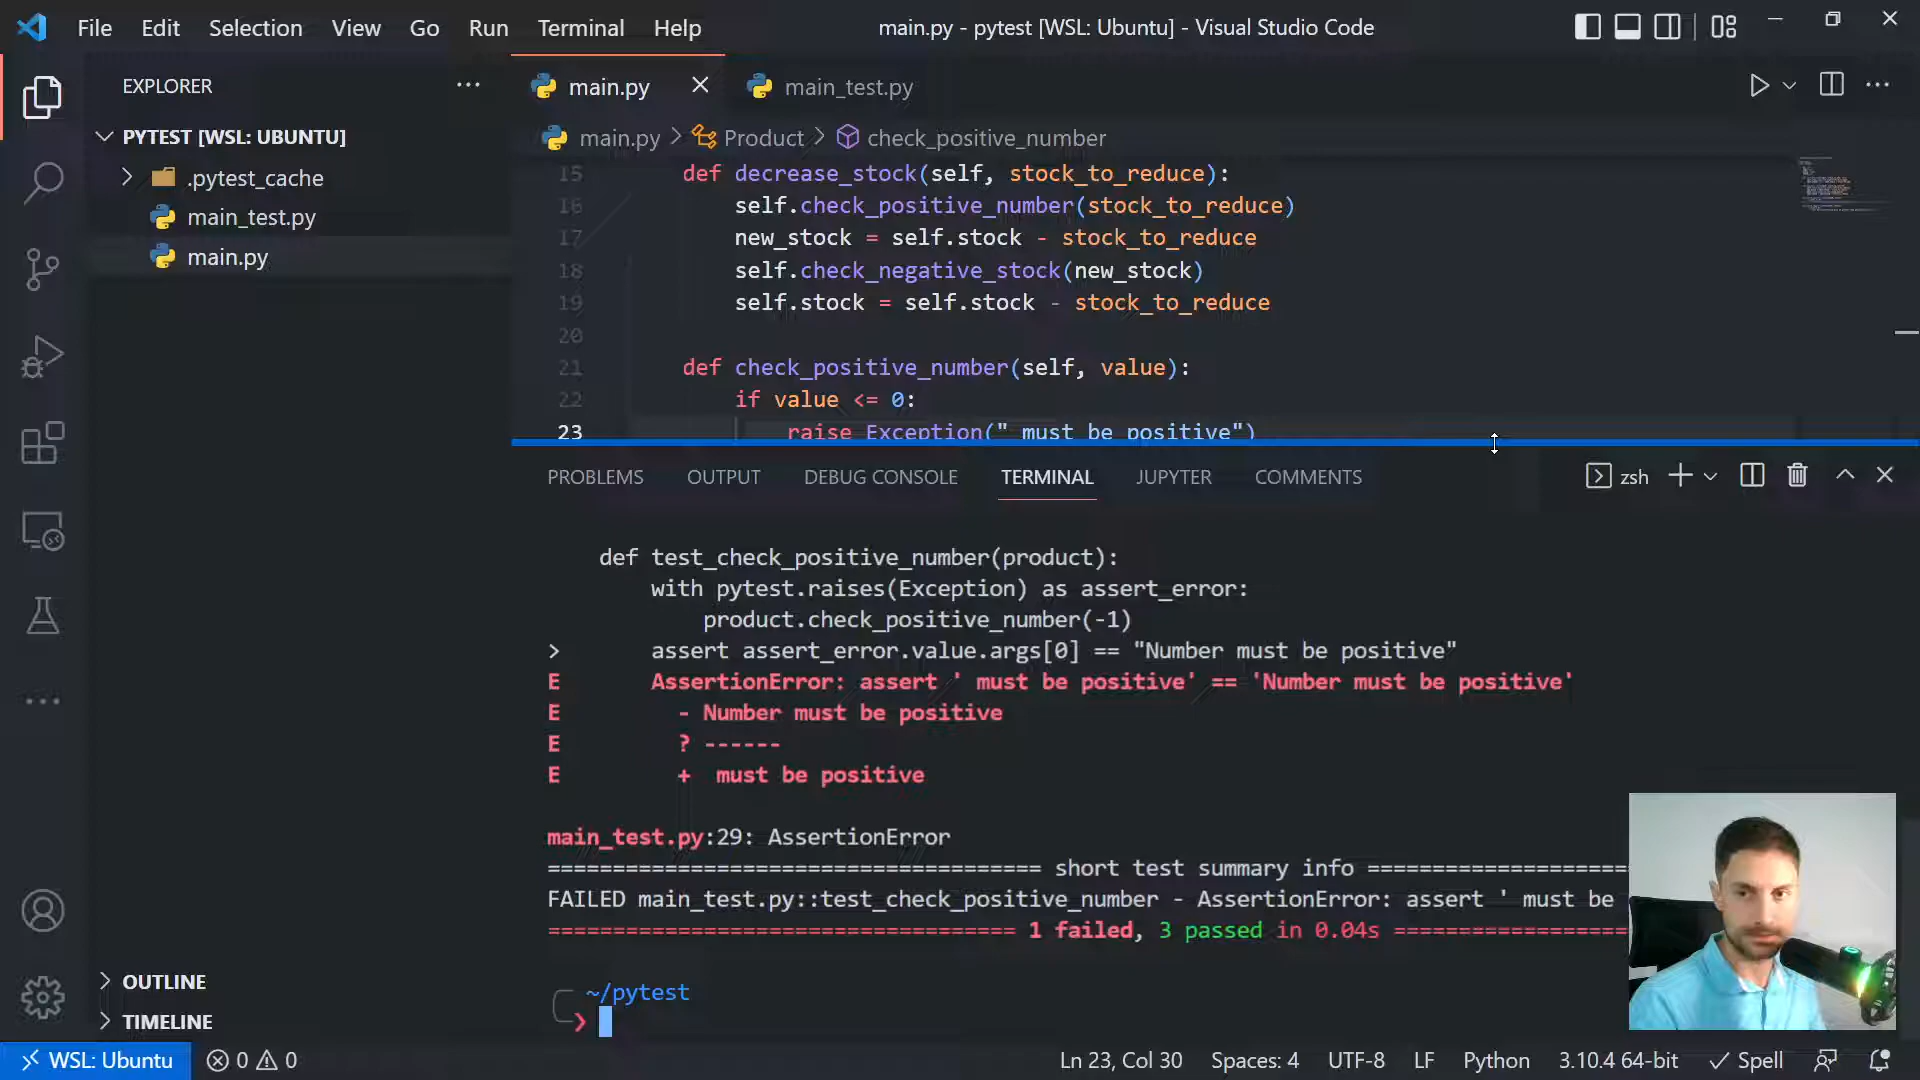 File Edit Selection View Go Run Terminal Help
main.py - pytest [WSL: Ubuntu] - Visual Studio Code
EXPLORER
PYTEST [WSL: UBUNTU]
.pytest_cache
main_test.py
main.py
OUTLINE
TIMELINE
main.py main_test.py
main.py > Product > check_positive_number
15 def decrease_stock(self, stock_to_reduce):
16 self.check_positive_number(stock_to_reduce)
17 new_stock = self.stock - stock_to_reduce
18 self.check_negative_stock(new_stock)
19 self.stock = self.stock - stock_to_reduce
20
21 def check_positive_number(self, value):
22 if value <= 0:
23 raise Exception(" must be positive")
PROBLEMS OUTPUT DEBUG CONSOLE TERMINAL JUPYTER COMMENTS
zsh
def test_check_positive_number(product):
with pytest.raises(Exception) as assert_error:
product.check_positive_number(-1)
> assert assert_error.value.args[0] == "Number must be positive"
E AssertionError: assert ' must be positive' == 'Number must be positive'
E - Number must be positive
E ? ------
E + must be positive
main_test.py:29: AssertionError
====================================== short test summary info ====================
FAILED main_test.py::test_check_positive_number - AssertionError: assert ' must be
==================================== 1 failed, 3 passed in 0.04s ==================
~/pytest
❯
WSL: Ubuntu 0 0
Ln 23, Col 30 Spaces: 4 UTF-8 LF Python 3.10.4 64-bit Spell